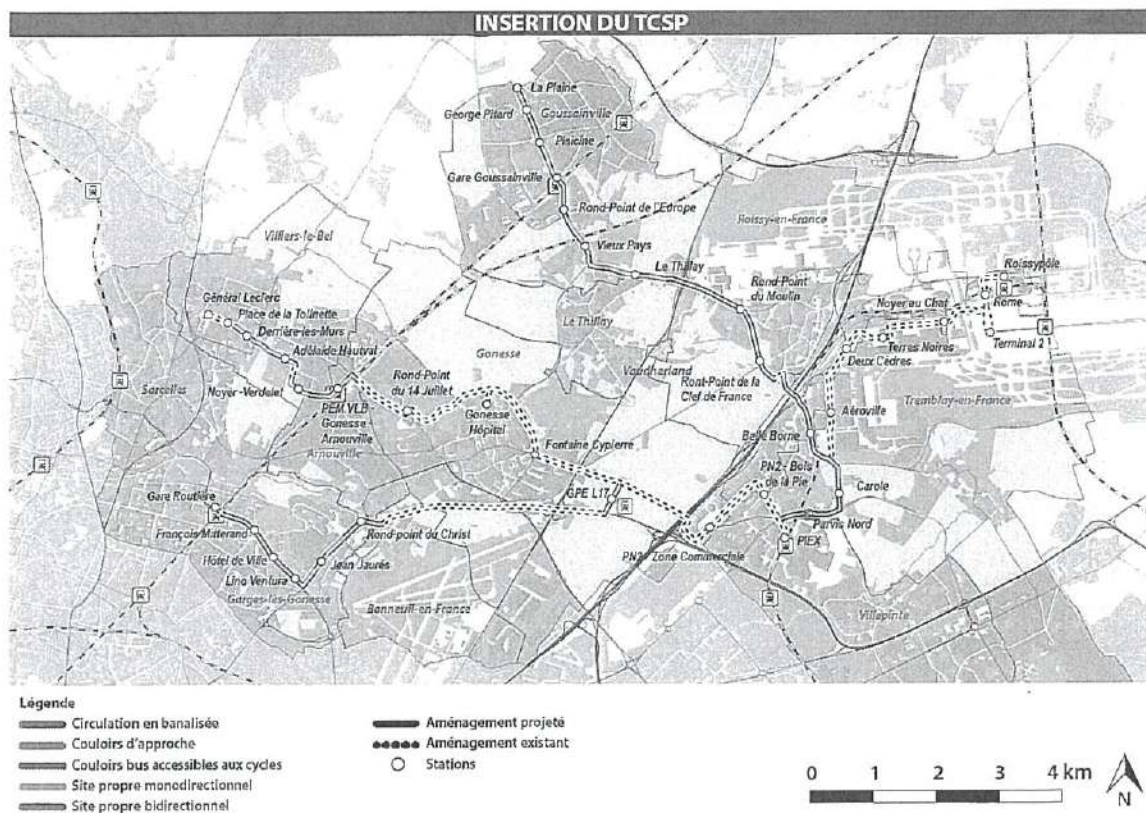 INSERTION DU TCSP
La Plaine
George Pitard
Goussainville
Pisicine
Gare Goussainville
Rond-Point de l'Europe
Roissy-en-France
Villiers-le-Bel
Vieux Pays
Le Thillay
Roissypôle
Rond-Point
du Moulin
Noyer au Chat
Rome
Général Leclerc
Place de la Tolinette
Derrière-les-Murs
Le Thillay
Terres Noires
Terminal 2
Adélaïde Hautval
Gonesse
Deux Cèdres
Sarcelles
Rond-Point
du 14 Juillet
Vaudherland
Ront-Point de la
Clef de France
Tremblay-en-France
Noyer-Verdelet
PEM VLB
Gonesse
Arnouville
Arnouville
Gonesse
Hôpital
Aéroville
Belle Borne
Fontaine Cypierre
PN2 - Bois
de la Pie
Gare Routière
GPE L17
Carole
François Mitterand
Rond-point du Christ
Parvis Nord
Hôtel de Ville
PN2 - Zone Commerciale
PIEX
Lino Ventura
Jean Jaurès
Garges-lès-Gonesse
Bonneuil-en-France
Villepinte
Légende
Circulation en banalisée
Couloirs d'approche
Couloirs bus accessibles aux cycles
Site propre monodirectionnel
Site propre bidirectionnel
Aménagement projeté
Aménagement existant
Stations
0 1 2 3 4 km
N